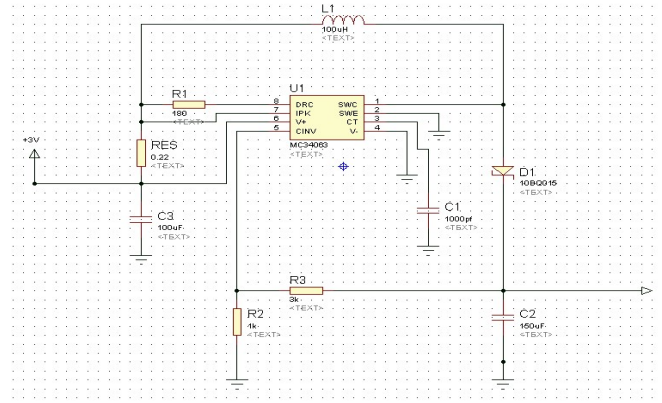 L1
100uH
<TEXT>
U1
R1
180
<TEXT>
8 DRC SWC 1
7 IPK SWE 2
6 V+ CT 3
5 CINV V- 4
MC34063
<TEXT>
+3V
RES
0.22
<TEXT>
D1
10BQ015
<TEXT>
C3
100uF
<TEXT>
C1
1000pf
<TEXT>
R3
3k
<TEXT>
R2
1k
<TEXT>
C2
150uF
<TEXT>